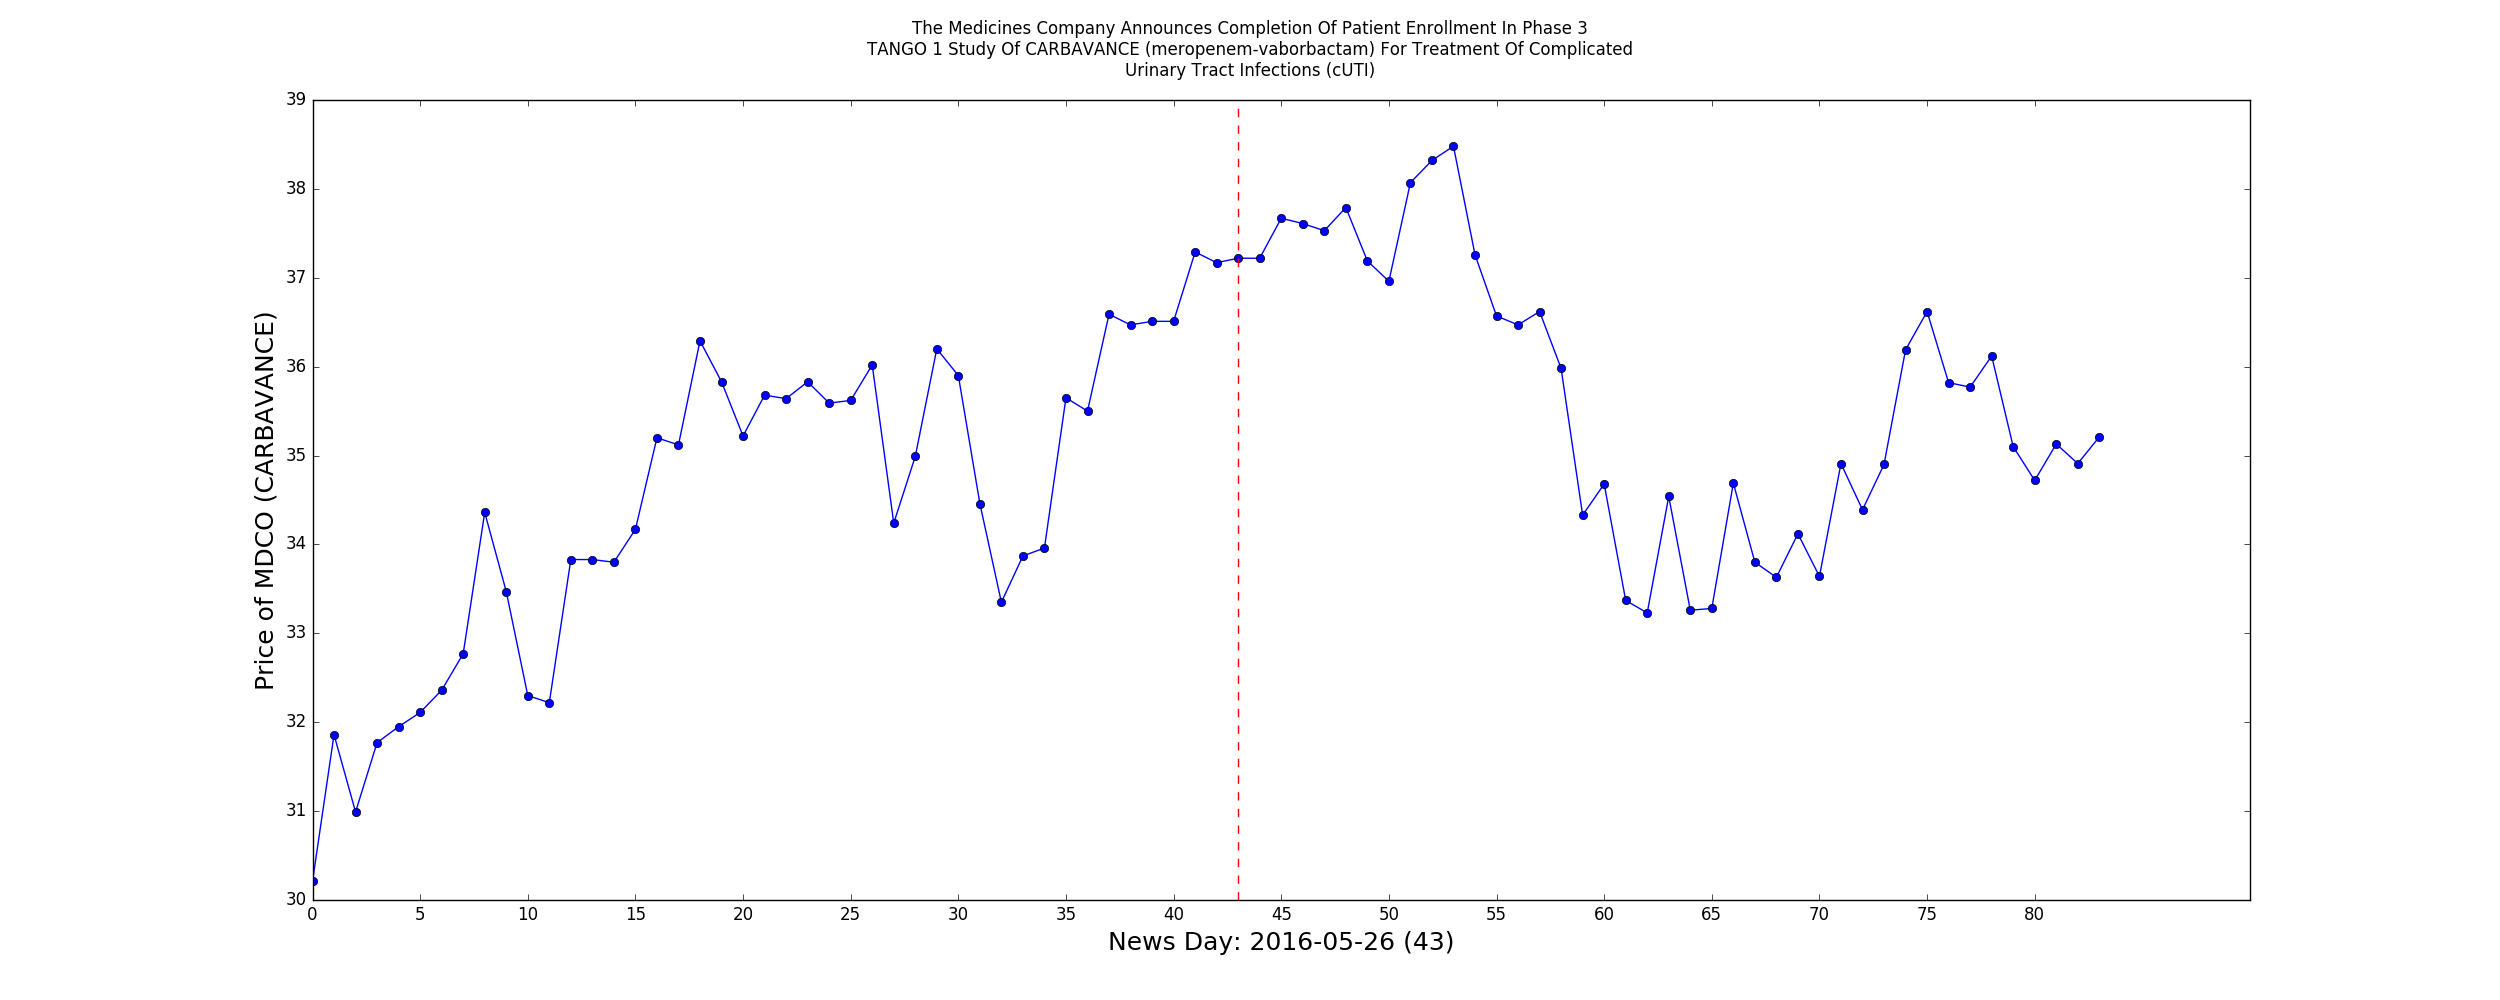 The Medicines Company Announces Completion Of Patient Enrollment In Phase 3
TANGO 1 Study Of CARBAVANCE (meropenem-vaborbactam) For Treatment Of Complicated
Urinary Tract Infections (cUTI)
39
38
37
36
35
34
33
32
31
30
Price of MDCO (CARBAVANCE)
0 5 10 15 20 25 30 35 40 45 50 55 60 65 70 75 80
News Day: 2016-05-26 (43)